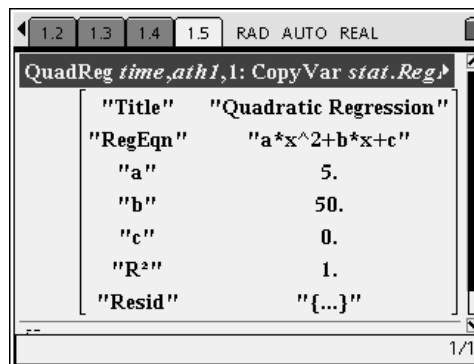 1.2 1.3 1.4 1.5 RAD AUTO REAL
QuadReg time,ath1,1: CopyVar stat.Reg
"Title" "Quadratic Regression"
"RegEqn" "a*x^2+b*x+c"
"a" 5.
"b" 50.
"c" 0.
"R²" 1.
"Resid" "{...}"
1/1